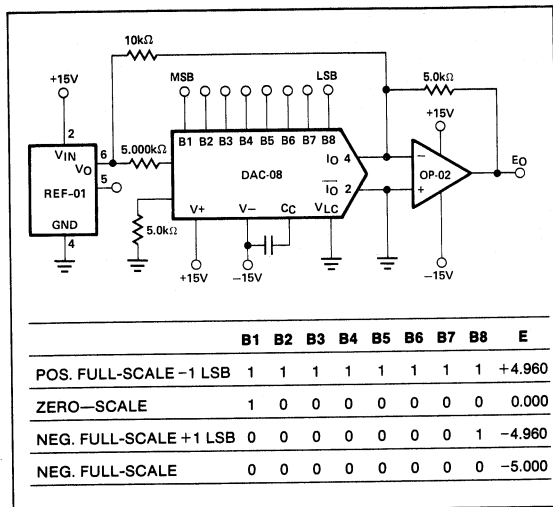 10kΩ
+15V
MSB
LSB
5.0kΩ
+15V
2
VIN
VO
6
5.000kΩ
B1 B2 B3 B4 B5 B6 B7 B8
IO 4
−
EO
REF-01
5
DAC-08
IO 2
+
OP-02
GND
4
5.0kΩ
V+
V−
CC
VLC
+15V
−15V
−15V
B1 B2 B3 B4 B5 B6 B7 B8 E
POS. FULL-SCALE −1 LSB 1 1 1 1 1 1 1 1 +4.960
ZERO—SCALE 1 0 0 0 0 0 0 0 0.000
NEG. FULL-SCALE +1 LSB 0 0 0 0 0 0 0 1 −4.960
NEG. FULL-SCALE 0 0 0 0 0 0 0 0 −5.000